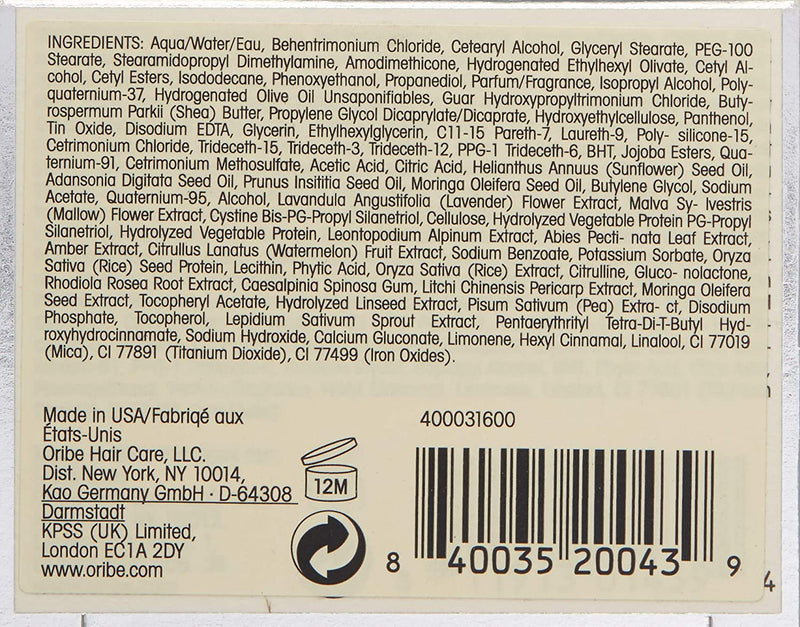 INGREDIENTS: Aqua/Water/Eau, Behentrimonium Chloride, Cetearyl Alcohol, Glyceryl Stearate, PEG-100
Stearate, Stearamidopropyl Dimethylamine, Amodimethicone, Hydrogenated Ethylhexyl Olivate, Cetyl Al-
cohol, Cetyl Esters, Isododecane, Phenoxyethanol, Propanediol, Parfum/Fragrance, Isopropyl Alcohol, Poly-
quaternium-37, Hydrogenated Olive Oil Unsaponifiables, Guar Hydroxypropyltrimonium Chloride, Buty-
rospermum Parkii (Shea) Butter, Propylene Glycol Dicaprylate/Dicaprate, Hydroxyethylcellulose, Panthenol,
Tin Oxide, Disodium EDTA, Glycerin, Ethylhexylglycerin, C11-15 Pareth-7, Laureth-9, Poly- silicone-15,
Cetrimonium Chloride, Trideceth-15, Trideceth-3, Trideceth-12, PPG-1 Trideceth-6, BHT, Jojoba Esters, Qua-
ternium-91, Cetrimonium Methosulfate, Acetic Acid, Citric Acid, Helianthus Annuus (Sunflower) Seed Oil,
Adansonia Digitata Seed Oil, Prunus Insititia Seed Oil, Moringa Oleifera Seed Oil, Butylene Glycol, Sodium
Acetate, Quaternium-95, Alcohol, Lavandula Angustifolia (Lavender) Flower Extract, Malva Sy- lvestris
(Mallow) Flower Extract, Cystine Bis-PG-Propyl Silanetriol, Cellulose, Hydrolyzed Vegetable Protein PG-Propyl
Silanetriol, Hydrolyzed Vegetable Protein, Leontopodium Alpinum Extract, Abies Pecti- nata Leaf Extract,
Amber Extract, Citrullus Lanatus (Watermelon) Fruit Extract, Sodium Benzoate, Potassium Sorbate, Oryza
Sativa (Rice) Seed Protein, Lecithin, Phytic Acid, Oryza Sativa (Rice) Extract, Citrulline, Gluco- nolactone,
Rhodiola Rosea Root Extract, Caesalpinia Spinosa Gum, Litchi Chinensis Pericarp Extract, Moringa Oleifera
Seed Extract, Tocopheryl Acetate, Hydrolyzed Linseed Extract, Pisum Sativum (Pea) Extra- ct, Disodium
Phosphate, Tocopherol, Lepidium Sativum Sprout Extract, Pentaerythrityl Tetra-Di-T-Butyl Hyd-
roxyhydrocinnamate, Sodium Hydroxide, Calcium Gluconate, Limonene, Hexyl Cinnamal, Linalool, CI 77019
(Mica), CI 77891 (Titanium Dioxide), CI 77499 (Iron Oxides).
Made in USA/Fabriqé aux
États-Unis
Oribe Hair Care, LLC.
Dist. New York, NY 10014,
Kao Germany GmbH · D-64308
Darmstadt
KPSS (UK) Limited,
London EC1A 2DY
www.oribe.com
12M
400031600
8 40035 20043 9
4